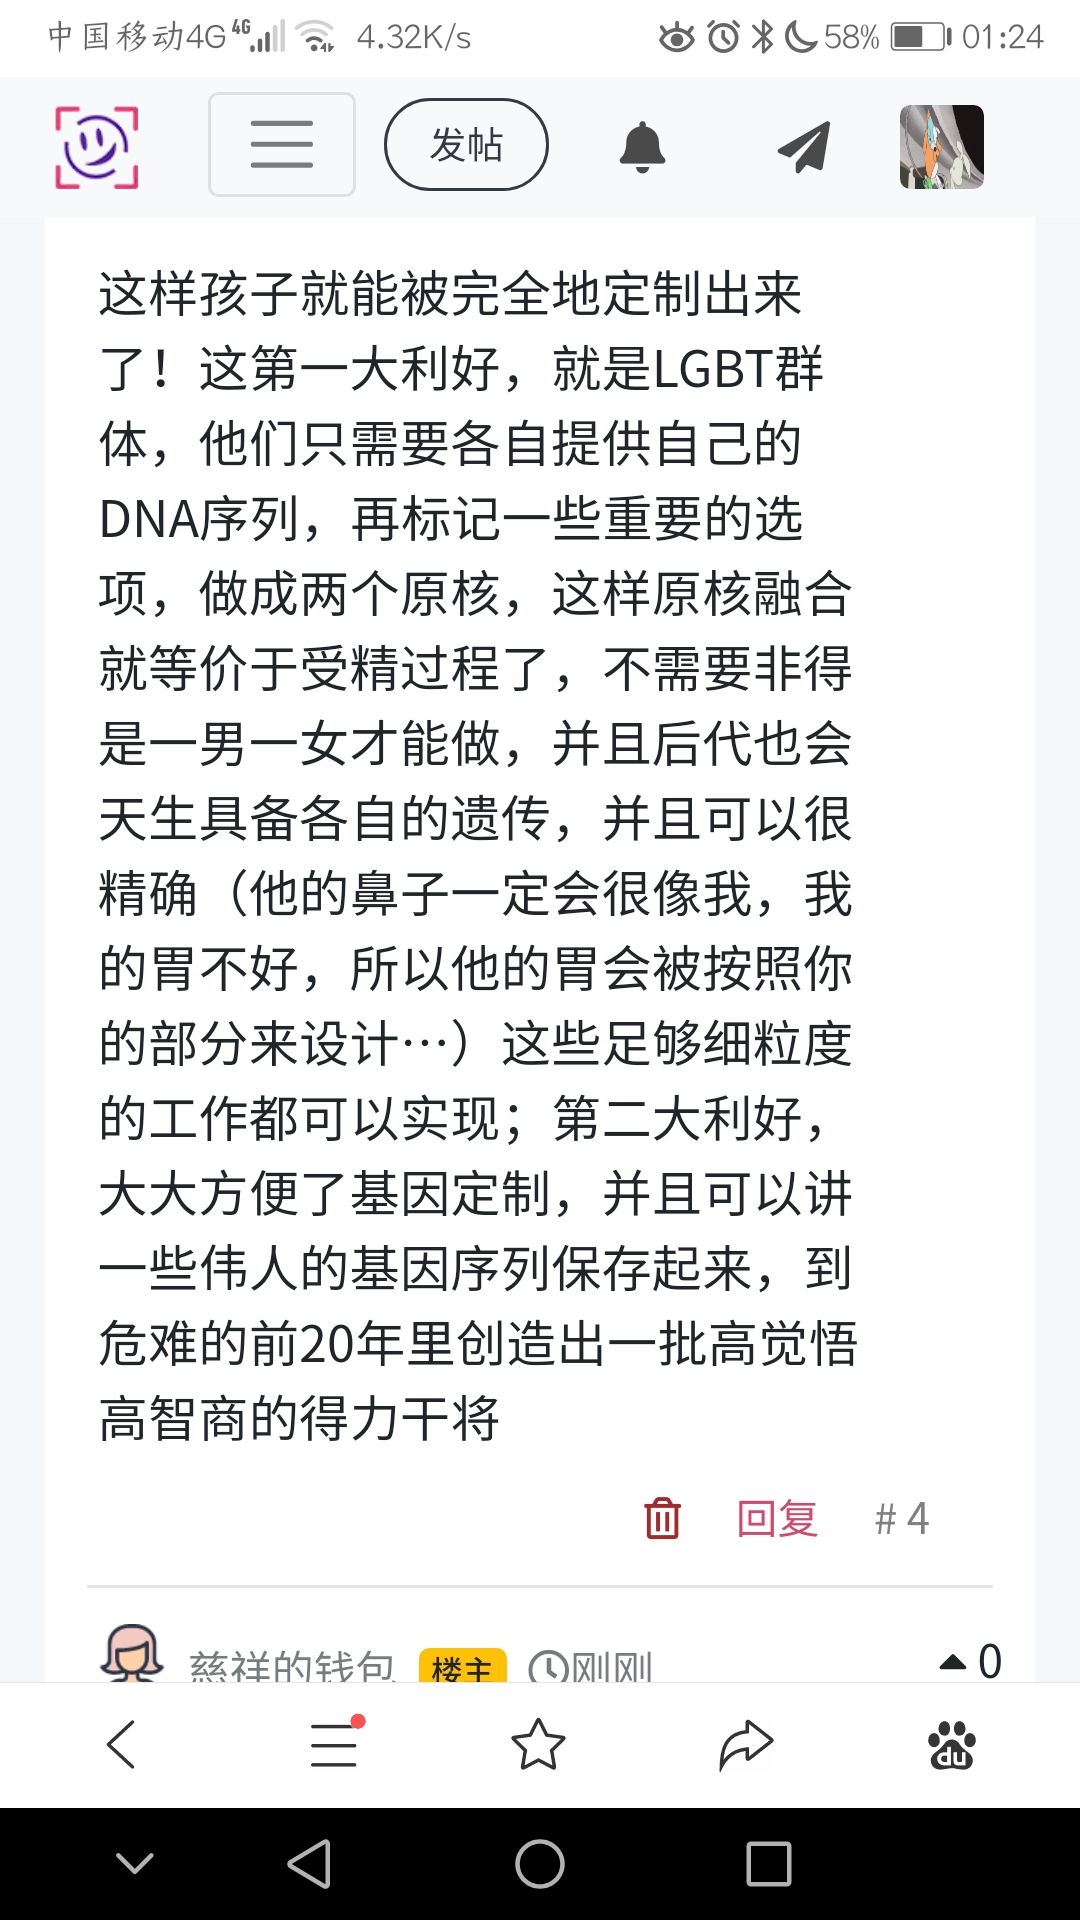 中国移动4G 4G 4.32K/s 58% 01:24
发帖
这样孩子就能被完全地定制出来
了！这第一大利好，就是LGBT群
体，他们只需要各自提供自己的
DNA序列，再标记一些重要的选
项，做成两个原核，这样原核融合
就等价于受精过程了，不需要非得
是一男一女才能做，并且后代也会
天生具备各自的遗传，并且可以很
精确（他的鼻子一定会很像我，我
的胃不好，所以他的胃会被按照你
的部分来设计…）这些足够细粒度
的工作都可以实现；第二大利好，
大大方便了基因定制，并且可以讲
一些伟人的基因序列保存起来，到
危难的前20年里创造出一批高觉悟
高智商的得力干将
回复 #4
慈祥的钱包 楼主 刚刚 0
du